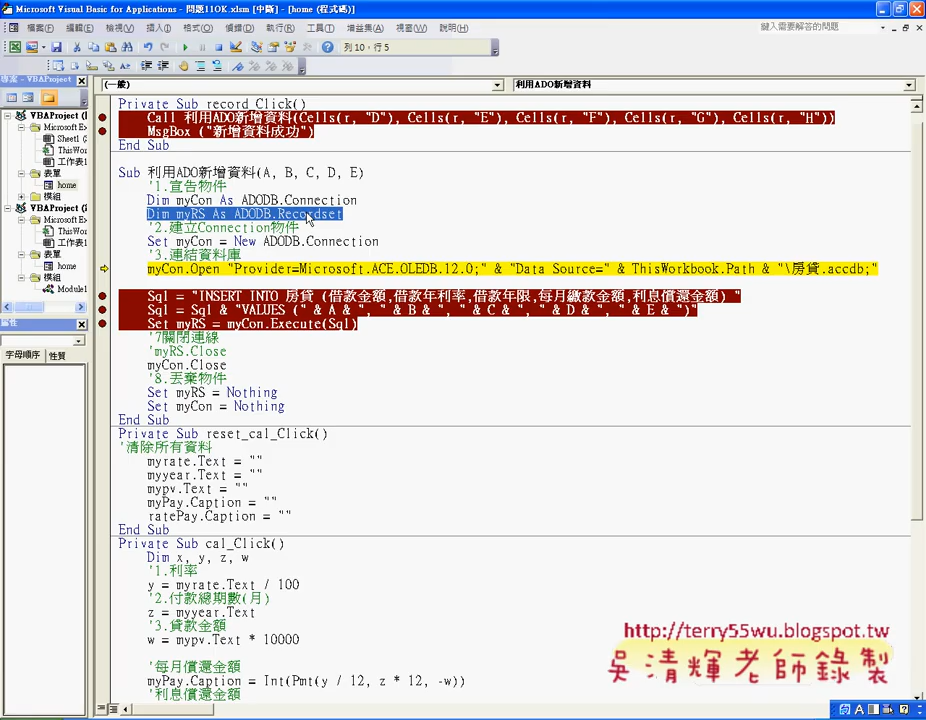 Microsoft Visual Basic for Applications - 問題11OK.xlsm [中斷] - [home (程式碼)]
檔案(F) 編輯(E) 檢視(V) 插入(I) 格式(O) 偵錯(D) 執行(R) 工具(T) 增益集(A) 視窗(W) 說明(H) 鍵入需要解答的問題
列 10, 行 5
專案 - VBAProject
(一般) 利用ADO新增資料
VBAProject
Microsoft Ex
Sheet1
ThisWor
工作表1
表單
home
模組
VBAProject
Microsoft Ex
ThisWor
工作表1
表單
home
模組
Module1
屬性
字母順序 性質
Private Sub record_Click()
Call 利用ADO新增資料(Cells(r, "D"), Cells(r, "E"), Cells(r, "F"), Cells(r, "G"), Cells(r, "H"))
MsgBox ("新增資料成功")
End Sub
Sub 利用ADO新增資料(A, B, C, D, E)
'1.宣告物件
Dim myCon As ADODB.Connection
Dim myRS As ADODB.Recordset
'2.建立Connection物件
Set myCon = New ADODB.Connection
'3.連結資料庫
myCon.Open "Provider=Microsoft.ACE.OLEDB.12.0;" & "Data Source=" & ThisWorkbook.Path & "\房貸.accdb;"
Sql = "INSERT INTO 房貸 (借款金額,借款年利率,借款年限,每月繳款金額,利息償還金額) "
Sql = Sql & "VALUES (" & A & ", " & B & ", " & C & ", " & D & ", " & E & ")"
Set myRS = myCon.Execute(Sql)
'7關閉連線
'myRS.Close
myCon.Close
'8.丟棄物件
Set myRS = Nothing
Set myCon = Nothing
End Sub
Private Sub reset_cal_Click()
'清除所有資料
myrate.Text = ""
myyear.Text = ""
mypv.Text = ""
myPay.Caption = ""
ratePay.Caption = ""
End Sub
Private Sub cal_Click()
Dim x, y, z, w
'1.利率
y = myrate.Text / 100
'2.付款總期數(月)
z = myyear.Text
'3.貸款金額
w = mypv.Text * 10000
'每月償還金額
myPay.Caption = Int(Pmt(y / 12, z * 12, -w))
'利息償還金額
http://terry55wu.blogspot.tw
吳清輝老師錄製